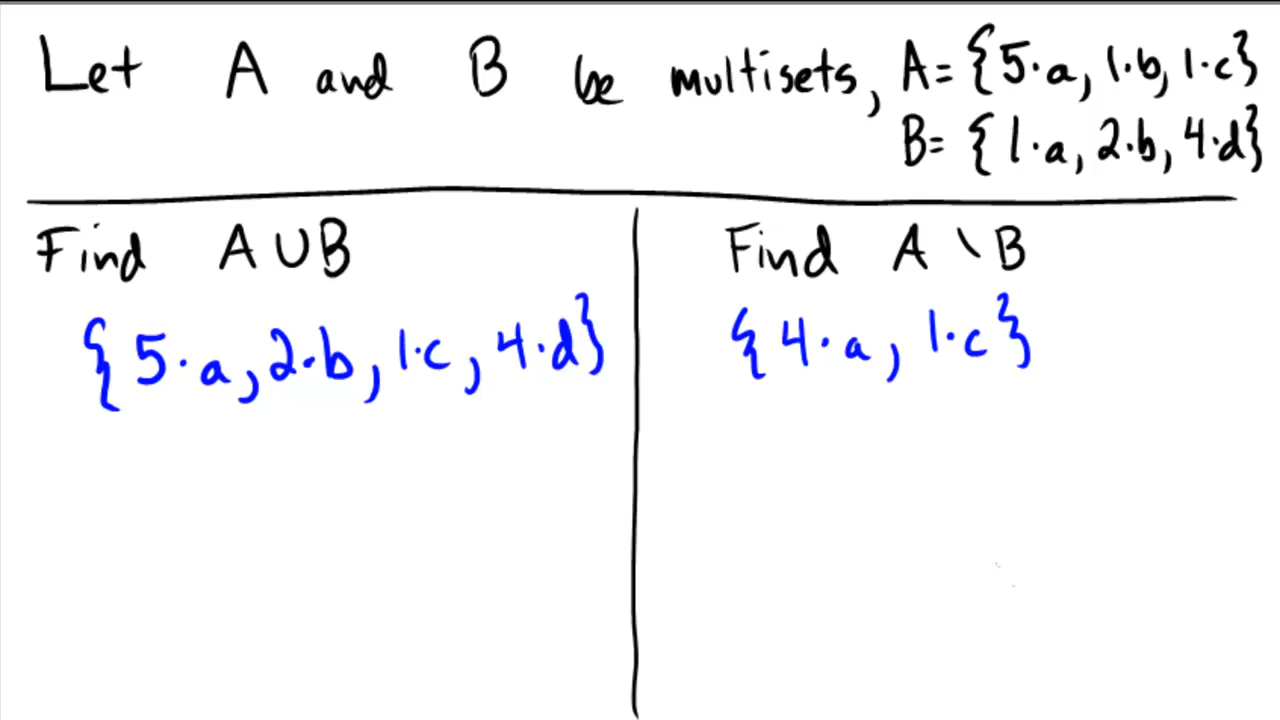 Let A and B be multisets, A = {5·a, 1·b, 1·c}
B = {1·a, 2·b, 4·d}
Find A∪B
{5·a, 2·b, 1·c, 4·d}
Find A \ B
{4·a, 1·c}